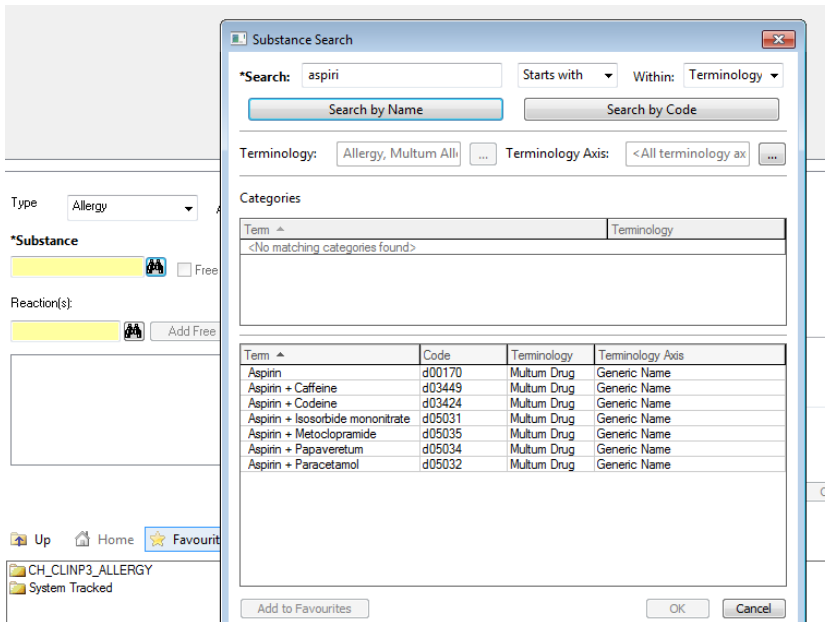 Substance Search
*Search: aspiri Starts with Within: Terminology
Search by Name Search by Code
Terminology: Allergy, Multum All ... Terminology Axis: <All terminology ax ...
Categories
Term Terminology
<No matching categories found>
Term Code Terminology Terminology Axis
Aspirin d00170 Multum Drug Generic Name
Aspirin + Caffeine d03449 Multum Drug Generic Name
Aspirin + Codeine d03424 Multum Drug Generic Name
Aspirin + Isosorbide mononitrate d05031 Multum Drug Generic Name
Aspirin + Metoclopramide d05035 Multum Drug Generic Name
Aspirin + Papaveretum d05034 Multum Drug Generic Name
Aspirin + Paracetamol d05032 Multum Drug Generic Name
Add to Favourites OK Cancel
Type Allergy
*Substance
Free
Reaction(s):
Add Free
Up Home Favourit
CH_CLINP3_ALLERGY
System Tracked